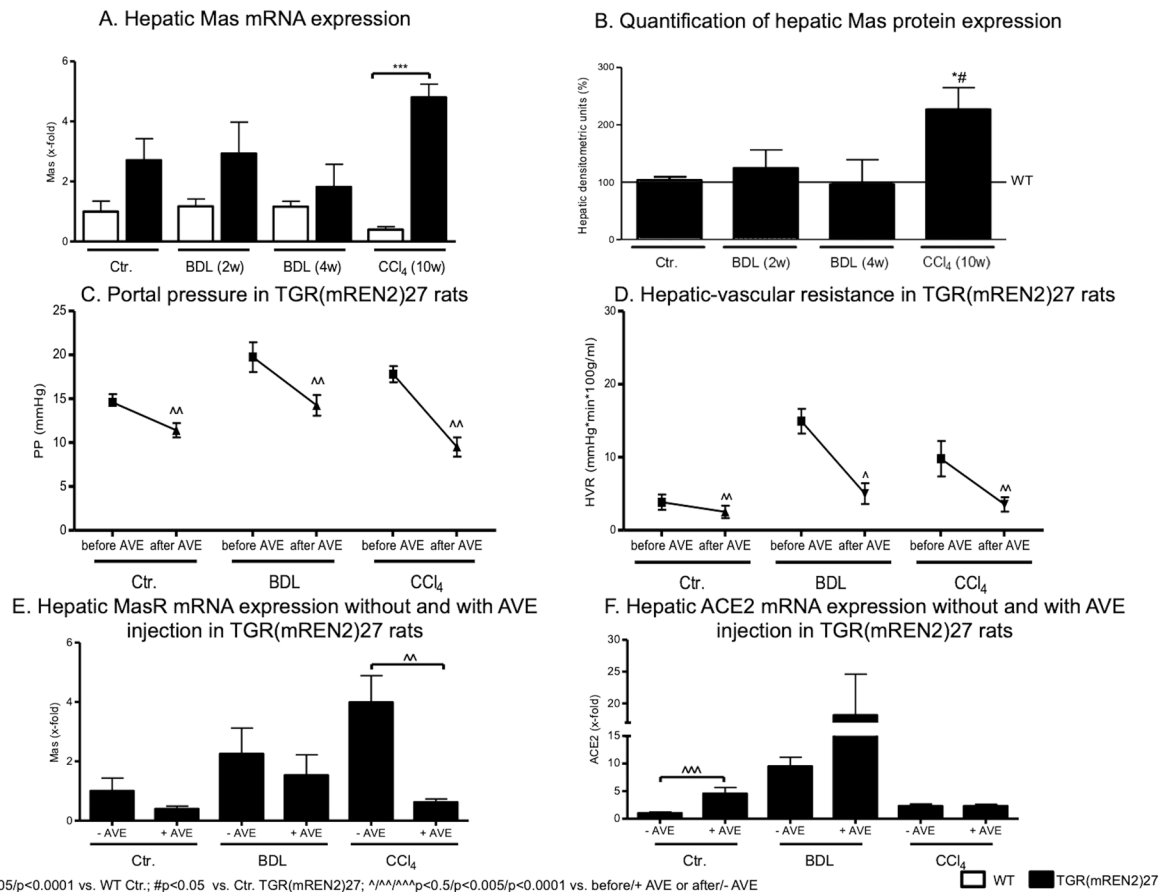 A. Hepatic Mas mRNA expression
B. Quantification of hepatic Mas protein expression
Mas (x-fold)
6
4
2
0
***
Ctr.
BDL (2w)
BDL (4w)
CCl4 (10w)
Hepatic densitometric units (%)
300
200
100
0
*#
WT
Ctr.
BDL (2w)
BDL (4w)
CCl4 (10w)
C. Portal pressure in TGR(mREN2)27 rats
D. Hepatic-vascular resistance in TGR(mREN2)27 rats
PP (mmHg)
25
20
15
10
5
0
^^
^^
^^
before AVE after AVE before AVE after AVE before AVE after AVE
Ctr.
BDL
CCl4
HVR (mmHg*min*100g/ml)
30
20
10
0
^^
^
^^
before AVE after AVE before AVE after AVE before AVE after AVE
Ctr.
BDL
CCl4
E. Hepatic MasR mRNA expression without and with AVE
injection in TGR(mREN2)27 rats
F. Hepatic ACE2 mRNA expression without and with AVE
injection in TGR(mREN2)27 rats
Mas (x-fold)
6
4
2
0
^^
- AVE + AVE - AVE + AVE - AVE + AVE
Ctr.
BDL
CCl4
ACE2 (x-fold)
30
25
20
15
10
5
0
^^^
- AVE + AVE - AVE + AVE - AVE + AVE
Ctr.
BDL
CCl4
05/p<0.0001 vs. WT Ctr.; #p<0.05 vs. Ctr. TGR(mREN2)27; ^/^^/^^^p<0.5/p<0.005/p<0.0001 vs. before/+ AVE or after/- AVE
WT
TGR(mREN2)27